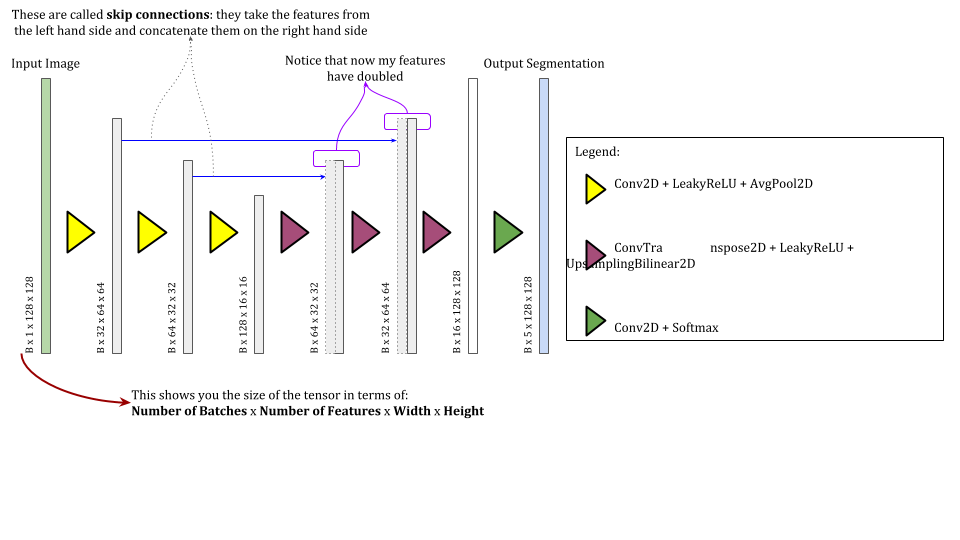 These are called skip connections: they take the features from
the left hand side and concatenate them on the right hand side
Input Image
Notice that now my features
have doubled
Output Segmentation
Legend:
Conv2D + LeakyReLU + AvgPool2D
ConvTra nspose2D + LeakyReLU +
UpsamplingBilinear2D
Conv2D + Softmax
B x 1 x 128 x 128
B x 32 x 64 x 64
B x 64 x 32 x 32
B x 128 x 16 x 16
B x 64 x 32 x 32
B x 32 x 64 x 64
B x 16 x 128 x 128
B x 5 x 128 x 128
This shows you the size of the tensor in terms of:
Number of Batches x Number of Features x Width x Height